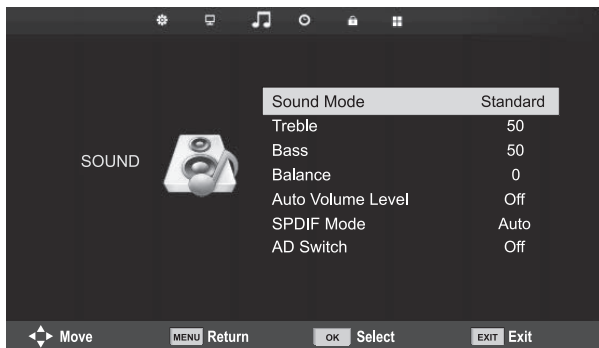 Sound Mode Standard
Treble 50
Bass 50
SOUND
Balance 0
Auto Volume Level Off
SPDIF Mode Auto
AD Switch Off
Move MENU Return OK Select EXIT Exit